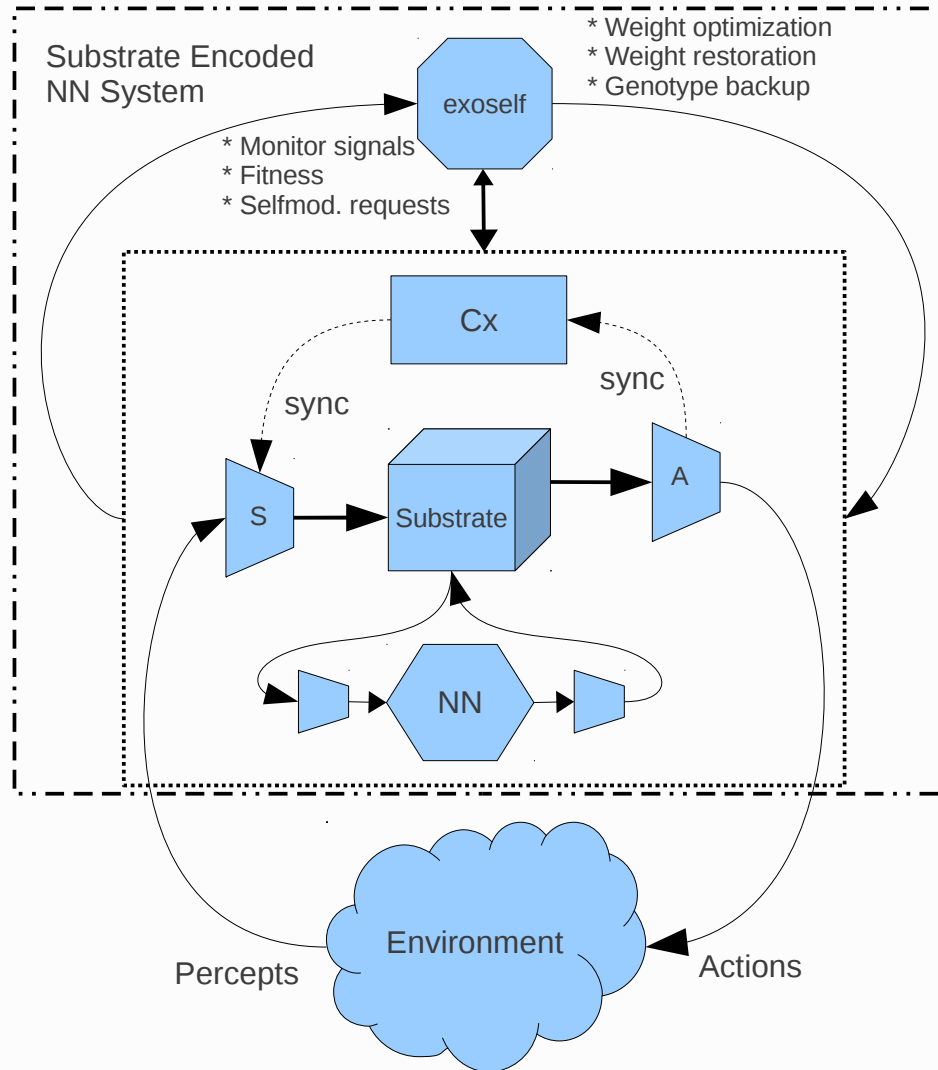 Substrate Encoded
NN System
exoself
* Weight optimization
* Weight restoration
* Genotype backup
* Monitor signals
* Fitness
* Selfmod. requests
Cx
sync
sync
S
Substrate
A
NN
Environment
Percepts
Actions